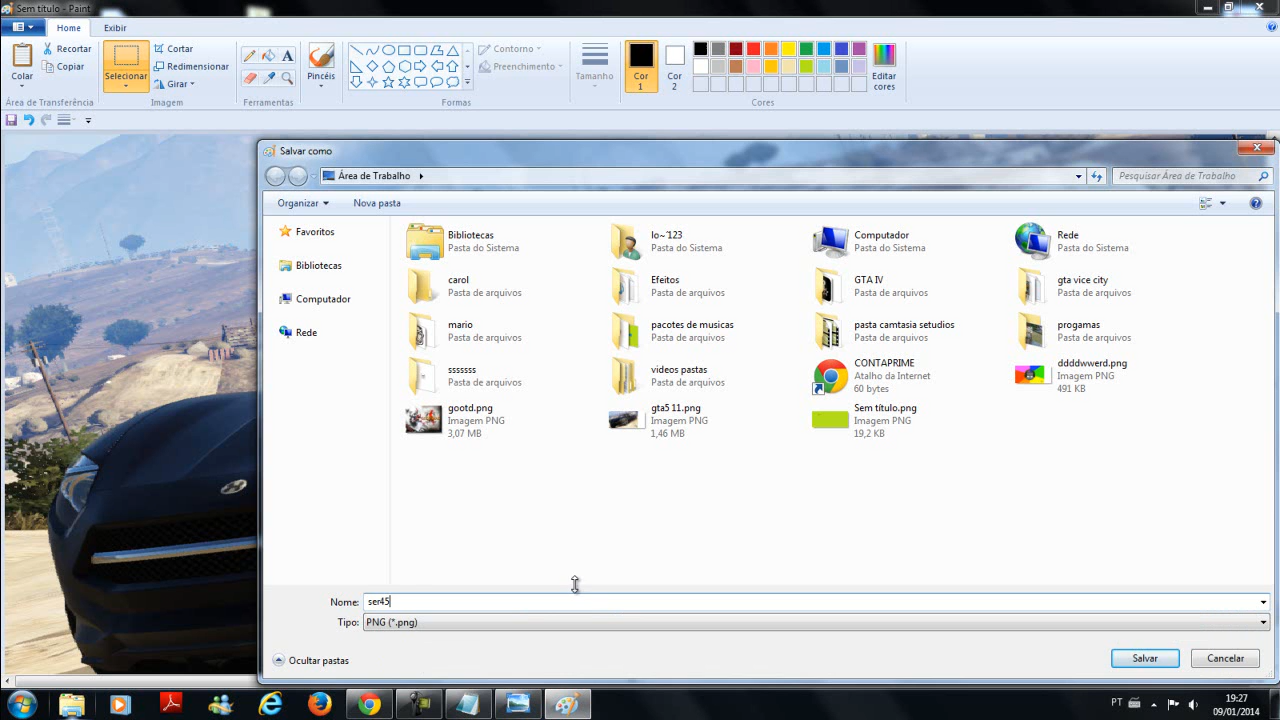 Sem título - Paint
Home
Exibir
Colar
Recortar
Copiar
Área de Transferência
Selecionar
Cortar
Redimensionar
Girar
Imagem
Ferramentas
Pincéis
Contorno
Preenchimento
Formas
Tamanho
Cor 1
Cor 2
Editar cores
Cores
Salvar como
Área de Trabalho
Pesquisar Área de Trabalho
Organizar
Nova pasta
Favoritos
Bibliotecas
Computador
Rede
Bibliotecas
Pasta do Sistema
lo~'123
Pasta do Sistema
Computador
Pasta do Sistema
Rede
Pasta do Sistema
carol
Pasta de arquivos
Efeitos
Pasta de arquivos
GTA IV
Pasta de arquivos
gta vice city
Pasta de arquivos
mario
Pasta de arquivos
pacotes de musicas
Pasta de arquivos
pasta camtasia setudios
Pasta de arquivos
progamas
Pasta de arquivos
sssssss
Pasta de arquivos
videos pastas
Pasta de arquivos
CONTAPRIME
Atalho da Internet
60 bytes
ddddwwerd.png
Imagem PNG
491 KB
gootd.png
Imagem PNG
3,07 MB
gta5 11.png
Imagem PNG
1,46 MB
Sem título.png
Imagem PNG
19,2 KB
Nome: ser45
Tipo: PNG (*.png)
Ocultar pastas
Salvar
Cancelar
PT
19:27
09/01/2014